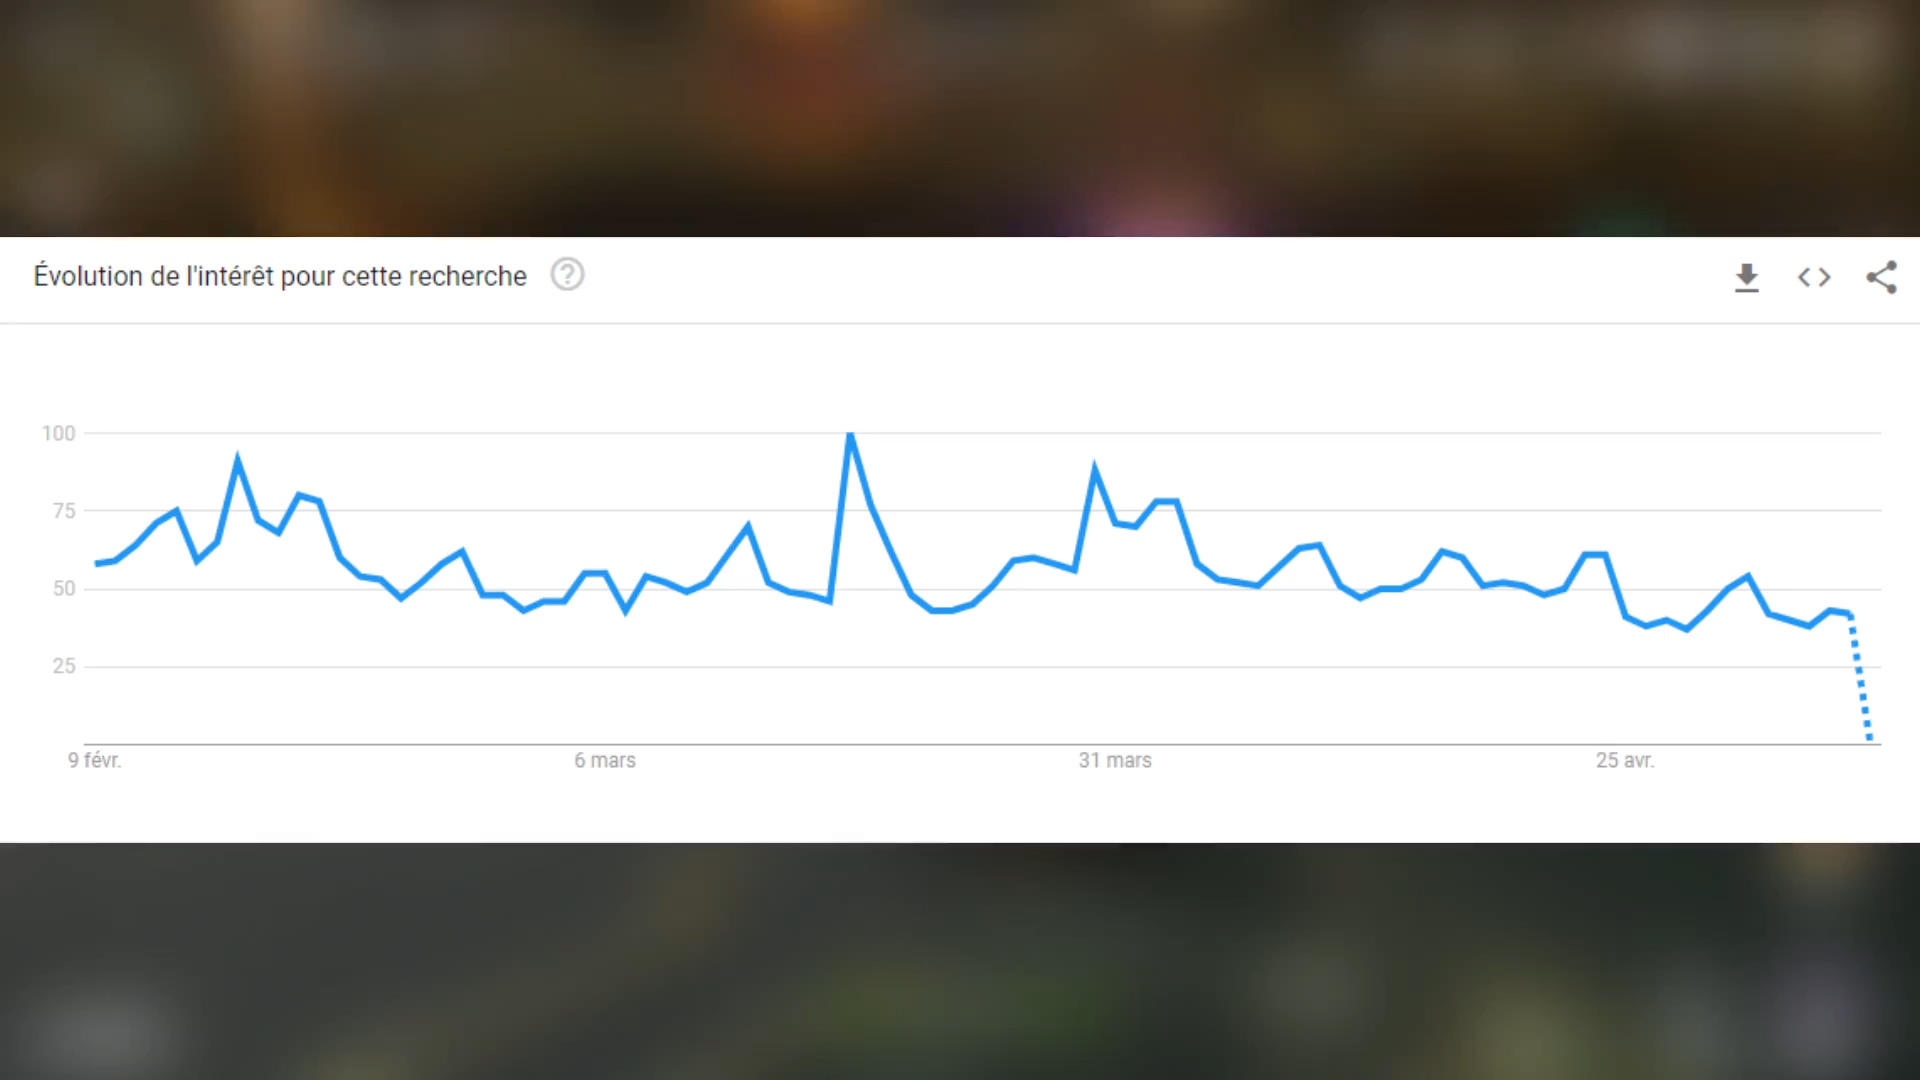 Évolution de l'intérêt pour cette recherche
100
75
50
25
9 févr.
6 mars
31 mars
25 avr.